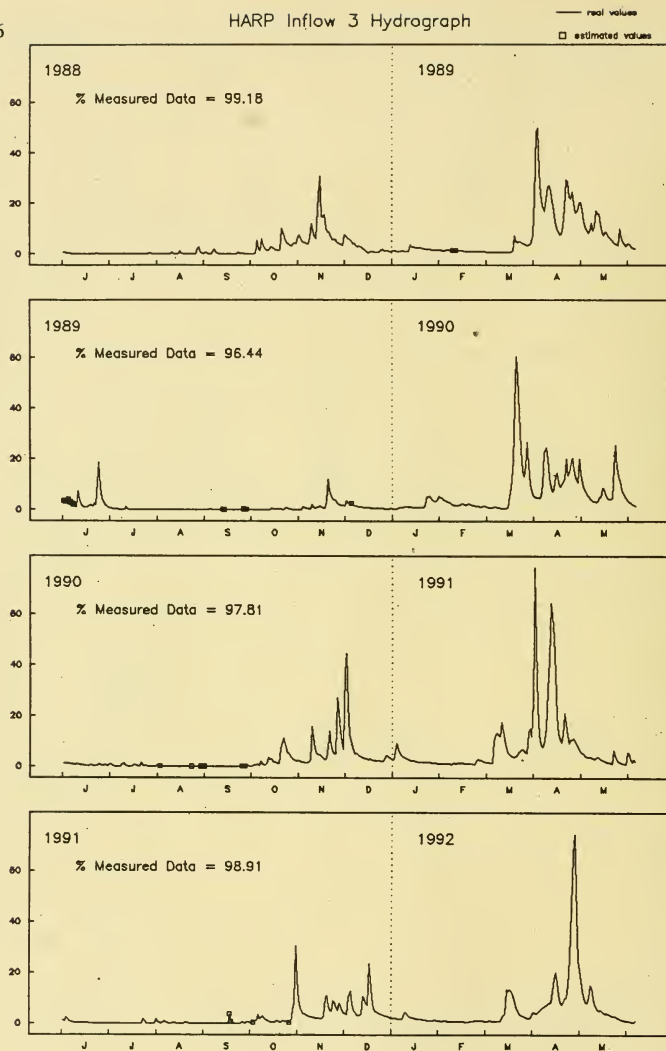 HARP Inflow 3 Hydrograph
real values
estimated values
1988
1989
% Measured Data = 99.18
60
40
20
0
J J A S O N D J F M A M
1989
1990
% Measured Data = 96.44
60
40
20
0
J J A S O N D J F M A M
1990
1991
% Measured Data = 97.81
60
40
20
0
J J A S O N D J F M A M
1991
1992
% Measured Data = 98.91
60
40
20
0
J J A S O N D J F M A M